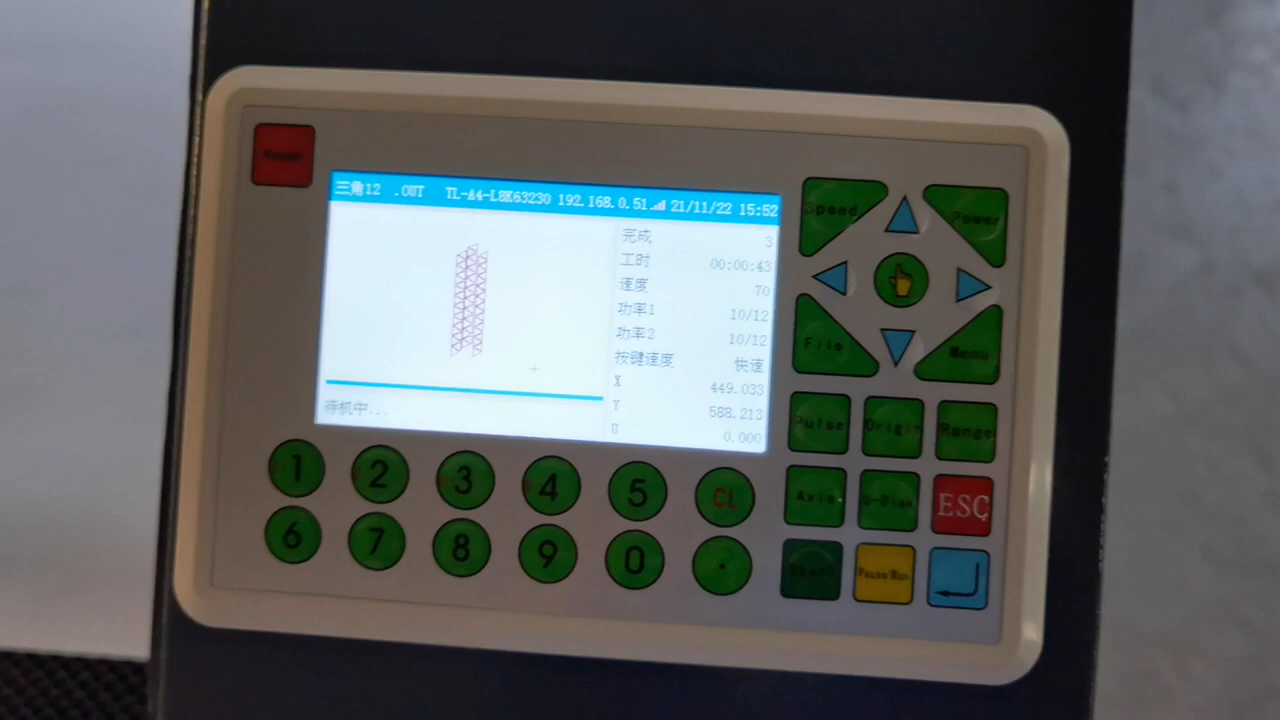 三角12 .OUT TL-A4-L8K63230 192.168.0.51 21/11/22 15:52
完成 3
工时 00:00:43
速度 70
功率1 10/12
功率2 10/12
按键速度 快速
X 449.033
Y 588.213
U 0.000
待机中...
Speed
Power
File
Menu
Pulse
Origin
Range
1
2
3
4
5
CL
Axis
U-Disk
ESC
6
7
8
9
0
.
Start
Pause/Run